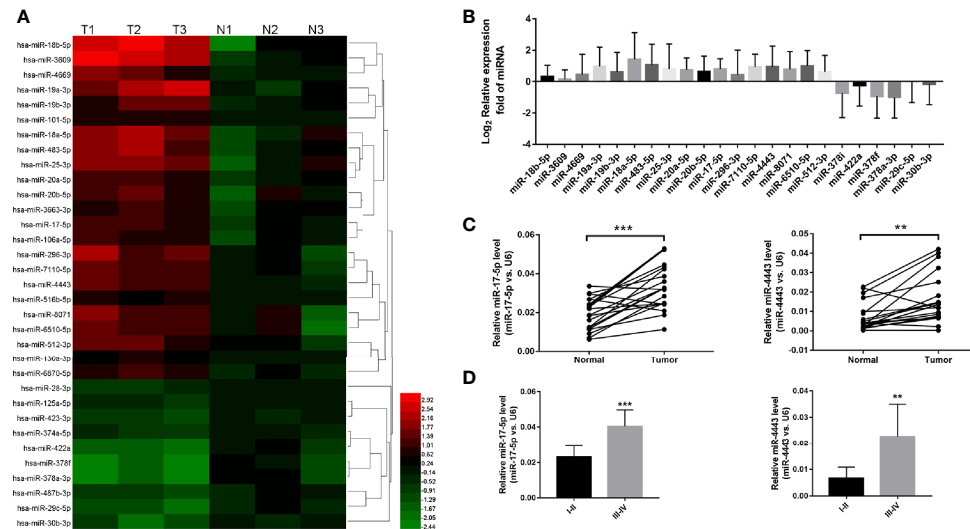 A
T1 T2 T3 N1 N2 N3
hsa-miR-18b-5p
hsa-miR-3609
hsa-miR-4669
hsa-miR-19a-3p
hsa-miR-19b-3p
hsa-miR-101-5p
hsa-miR-18a-5p
hsa-miR-483-5p
hsa-miR-25-3p
hsa-miR-20a-5p
hsa-miR-20b-5p
hsa-miR-3663-3p
hsa-miR-17-5p
hsa-miR-106a-5p
hsa-miR-296-3p
hsa-miR-7110-5p
hsa-miR-4443
hsa-miR-516b-5p
hsa-miR-8071
hsa-miR-6510-5p
hsa-miR-512-3p
hsa-miR-130a-3p
hsa-miR-6870-5p
hsa-miR-28-3p
hsa-miR-125a-5p
hsa-miR-423-3p
hsa-miR-374a-5p
hsa-miR-422a
hsa-miR-378f
hsa-miR-378a-3p
hsa-miR-487b-3p
hsa-miR-29c-5p
hsa-miR-30b-3p
2.92
2.54
2.16
1.77
1.39
1.01
0.62
0.24
-0.14
-0.52
-0.91
-1.29
-1.67
-2.05
-2.44
B
Log2 Relative expression
fold of miRNA
4
2
0
-2
-4
miR-18b-5p
miR-3609
miR-4669
miR-19a-3p
miR-19b-3p
miR-18a-5p
miR-483-5p
miR-25-3p
miR-20a-5p
miR-20b-5p
miR-17-5p
miR-296-3p
miR-7110-5p
miR-4443
miR-8071
miR-6510-5p
miR-512-3p
miR-378f
miR-422a
miR-378f
miR-378a-3p
miR-29c-5p
miR-30b-3p
C
Relative miR-17-5p level
(miR-17-5p vs. U6)
0.06
0.04
0.02
0.00
***
Normal Tumor
Relative miR-4443 level
(miR-4443 vs. U6)
0.05
0.04
0.03
0.02
0.01
0.00
-0.01
**
Normal Tumor
D
Relative miR-17-5p level
(miR-17-5p vs. U6)
0.06
0.04
0.02
0.00
***
I-II
III-IV
Relative miR-4443 level
(miR-4443 vs. U6)
0.04
0.03
0.02
0.01
0.00
**
I-II
III-IV